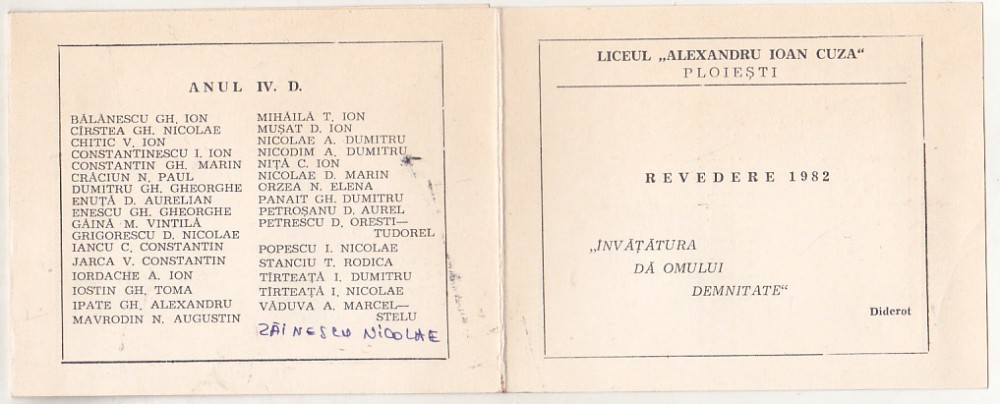 ANUL IV. D.
BĂLĂNESCU GH. ION
CÎRSTEA GH. NICOLAE
CHITIC V. ION
CONSTANTINESCU I. ION
CONSTANTIN GH. MARIN
CRĂCIUN N. PAUL
DUMITRU GH. GHEORGHE
ENUȚĂ D. AURELIAN
ENESCU GH. GHEORGHE
GĂINĂ M. VINTILĂ
GRIGORESCU D. NICOLAE
IANCU C. CONSTANTIN
JARCA V. CONSTANTIN
IORDACHE A. ION
IOSTIN GH. TOMA
IPATE GH. ALEXANDRU
MAVRODIN N. AUGUSTIN
MIHĂILĂ T. ION
MUȘAT D. ION
NICOLAE A. DUMITRU
NICODIM A. DUMITRU
NIȚĂ C. ION
NICOLAE D. MARIN
ORZEA N. ELENA
PANAIT GH. DUMITRU
PETROȘANU D. AUREL
PETRESCU D. ORESTI—
TUDOREL
POPESCU I. NICOLAE
STANCIU T. RODICA
TÎRTEAȚĂ I. DUMITRU
TÎRTEAȚĂ I. NICOLAE
VĂDUVA A. MARCEL—
STELU
ZĂINESCU NICOLAE
LICEUL „ALEXANDRU IOAN CUZA“
PLOIEȘTI
REVEDERE 1982
„ÎNVĂȚĂTURA
DĂ OMULUI
DEMNITATE“
Diderot